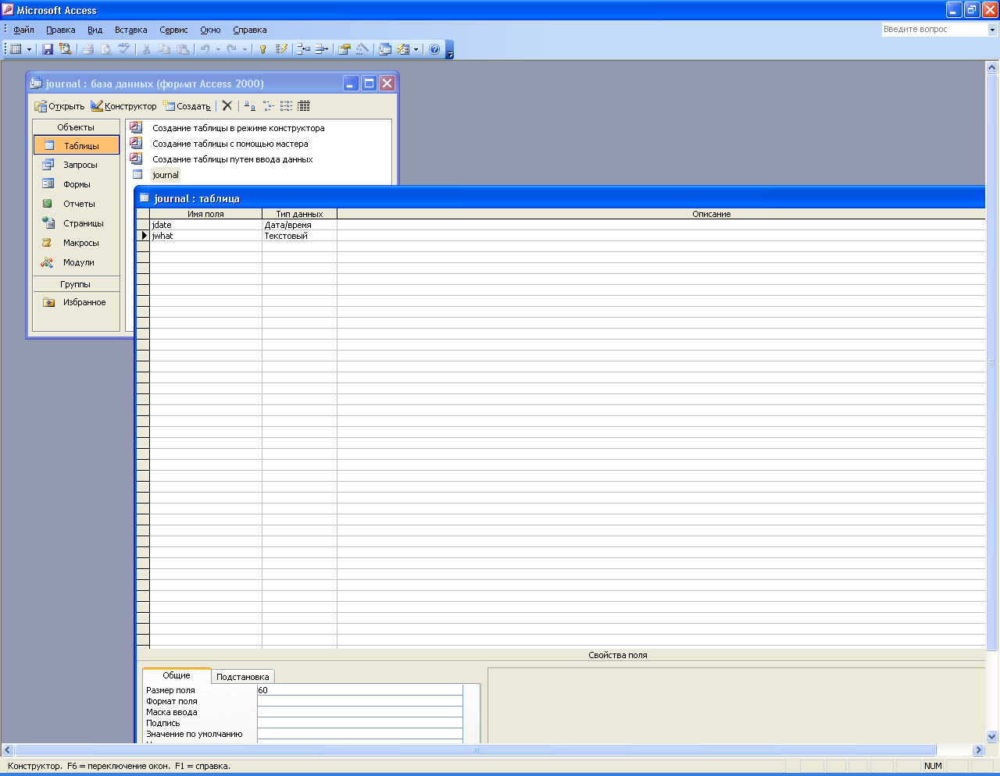 Microsoft Access
Файл Правка Вид Вставка Сервис Окно Справка
Введите вопрос
journal : база данных (формат Access 2000)
Открыть Конструктор Создать
Объекты
Таблицы
Запросы
Формы
Отчеты
Страницы
Макросы
Модули
Группы
Избранное
Создание таблицы в режиме конструктора
Создание таблицы с помощью мастера
Создание таблицы путем ввода данных
journal
journal : таблица
Имя поля Тип данных Описание
jdate Дата/время
jwhat Текстовый
Свойства поля
Общие Подстановка
Размер поля 60
Формат поля
Маска ввода
Подпись
Значение по умолчанию
Конструктор. F6 = переключение окон. F1 = справка.
NUM